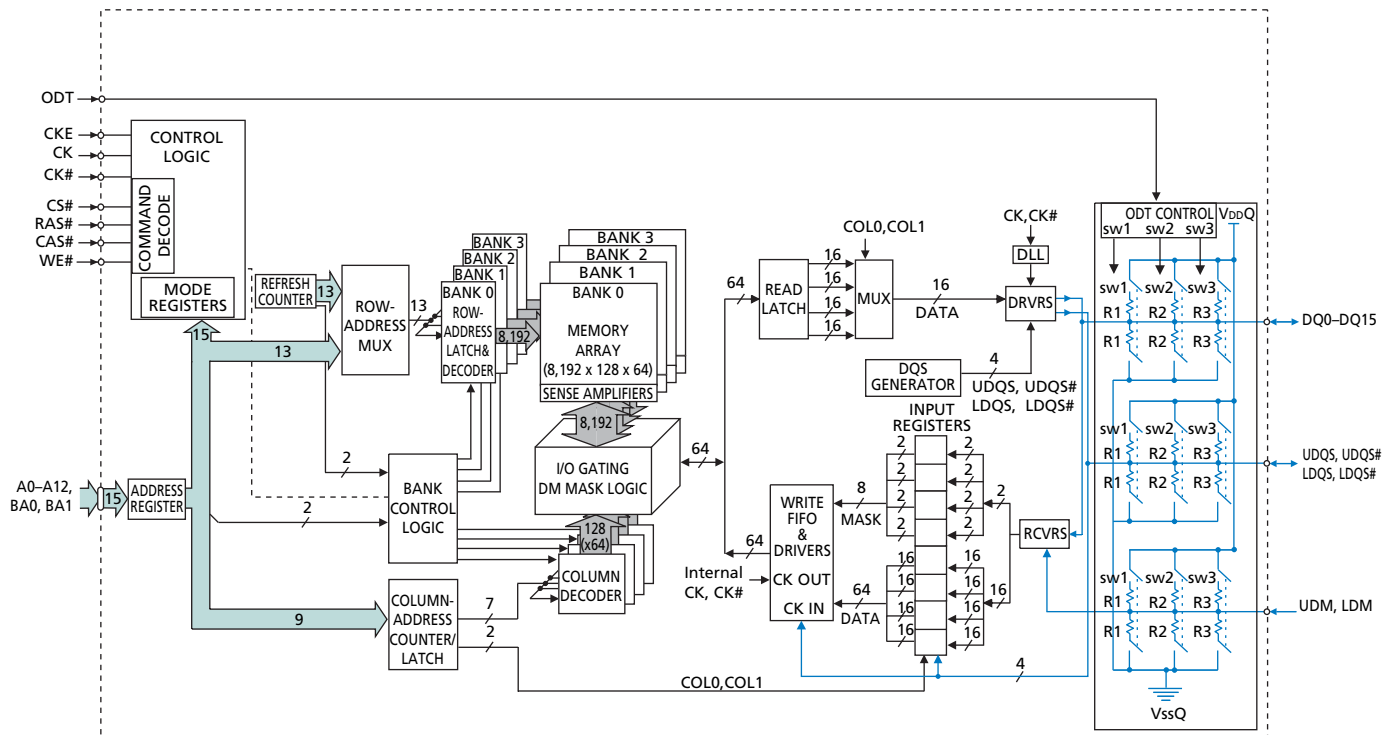 ODT
CKE
CK
CK#
CS#
RAS#
CAS#
WE#
CONTROL
LOGIC
COMMAND
DECODE
MODE
REGISTERS
15
REFRESH
COUNTER
13
13
ROW-
ADDRESS
MUX
13
BANK 3
BANK 2
BANK 1
BANK 0
ROW-
ADDRESS
LATCH&
DECODER
8,192
BANK 3
BANK 2
BANK 1
BANK 0
MEMORY
ARRAY
(8,192 x 128 x 64)
SENSE AMPLIFIERS
8,192
I/O GATING
DM MASK LOGIC
128
(x64)
COLUMN
DECODER
A0–A12,
BA0, BA1
15
ADDRESS
REGISTER
2
2
BANK
CONTROL
LOGIC
9
COLUMN-
ADDRESS
COUNTER/
LATCH
7
2
COL0,COL1
64
64
64
READ
LATCH
16
16
16
16
COL0,COL1
MUX
16
DATA
CK,CK#
DLL
DRVRS
DQS
GENERATOR
4
UDQS, UDQS#
LDQS, LDQS#
INPUT
REGISTERS
2
2
2
2
2
2
2
2
2
8
MASK
WRITE
FIFO
&
DRIVERS
CK OUT
CK IN
Internal
CK, CK#
64
DATA
16
16
16
16
16
16
16
16
16
RCVRS
4
ODT CONTROL
sw1 sw2 sw3
VDDQ
sw1 sw2 sw3
R1 R2 R3
R1 R2 R3
sw1 sw2 sw3
R1 R2 R3
R1 R2 R3
sw1 sw2 sw3
R1 R2 R3
R1 R2 R3
VssQ
DQ0–DQ15
UDQS, UDQS#
LDQS, LDQS#
UDM, LDM